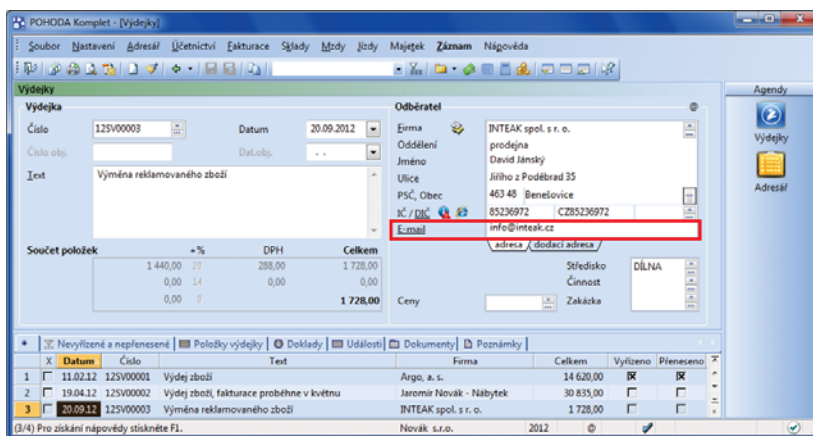 POHODA Komplet - [Výdejky]
Soubor Nastavení Adresář Účetnictví Fakturace Sklady Mzdy Jízdy Majetek Záznam Nápověda
Výdejky
Agendy
Výdejka
Odběratel @
Číslo 12SV00003 Datum 20.09.2012
Firma INTEAK spol. s r. o.
Výdejky
Oddělení prodejna
Číslo obj. Dat.obj. . .
Jméno David Jánský
Text Výměna reklamovaného zboží
Ulice Jiřího z Poděbrad 35
Adresář
PSČ, Obec 463 48 Benešovice
IČ / DIČ 85236972 CZ85236972
E-mail info@inteak.cz
adresa dodací adresa
Součet položek +% DPH Celkem
1 440,00 20 288,00 1 728,00
Středisko DÍLNA
0,00 14 0,00 0,00
Činnost
0,00 0 1 728,00
Ceny Zakázka
* Nevyřízené a nepřenesené Položky výdejky Doklady Události Dokumenty Poznámky
X Datum Číslo Text Firma Celkem Vyřízeno Přeneseno
1 11.02.12 12SV00001 Výdej zboží Argo, a. s. 14 620,00
2 19.04.12 12SV00002 Výdej zboží, fakturace proběhne v květnu Jaromír Novák - Nábytek 30 835,00
3 20.09.12 12SV00003 Výměna reklamovaného zboží INTEAK spol. s r. o. 1 728,00
(3/4) Pro získání nápovědy stiskněte F1. Novák s.r.o. 2012 @